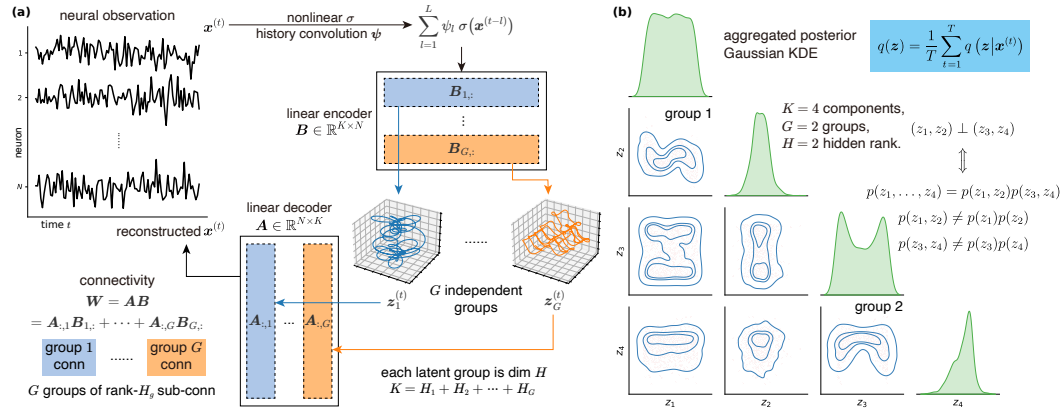 (a)
neural observation
neuron
1
2
N
time t
x^(t)
nonlinear σ
history convolution ψ
∑_{l=1}^{L} ψ_l σ(x^(t−l))
linear encoder
B ∈ ℝ^{K×N}
B_{1,:}
⋮
B_{G,:}
linear decoder
A ∈ ℝ^{N×K}
reconstructed x^(t)
A_{:,1}
...
A_{:,G}
z_1^(t)
......
z_G^(t)
G independent
groups
connectivity
W = AB
= A_{:,1}B_{1,:} + ⋯ + A_{:,G}B_{G,:}
group 1
conn
......
group G
conn
G groups of rank-H_g sub-conn
each latent group is dim H
K = H_1 + H_2 + ⋯ + H_G
(b)
aggregated posterior
Gaussian KDE
q(z) = 1/T ∑_{t=1}^{T} q(z|x^(t))
group 1
K = 4 components,
G = 2 groups,
H = 2 hidden rank.
(z_1, z_2) ⊥ (z_3, z_4)
⇕
p(z_1, . . . , z_4) = p(z_1, z_2)p(z_3, z_4)
p(z_1, z_2) ≠ p(z_1)p(z_2)
p(z_3, z_4) ≠ p(z_3)p(z_4)
group 2
z_2
z_3
z_4
z_1
z_2
z_3
z_4